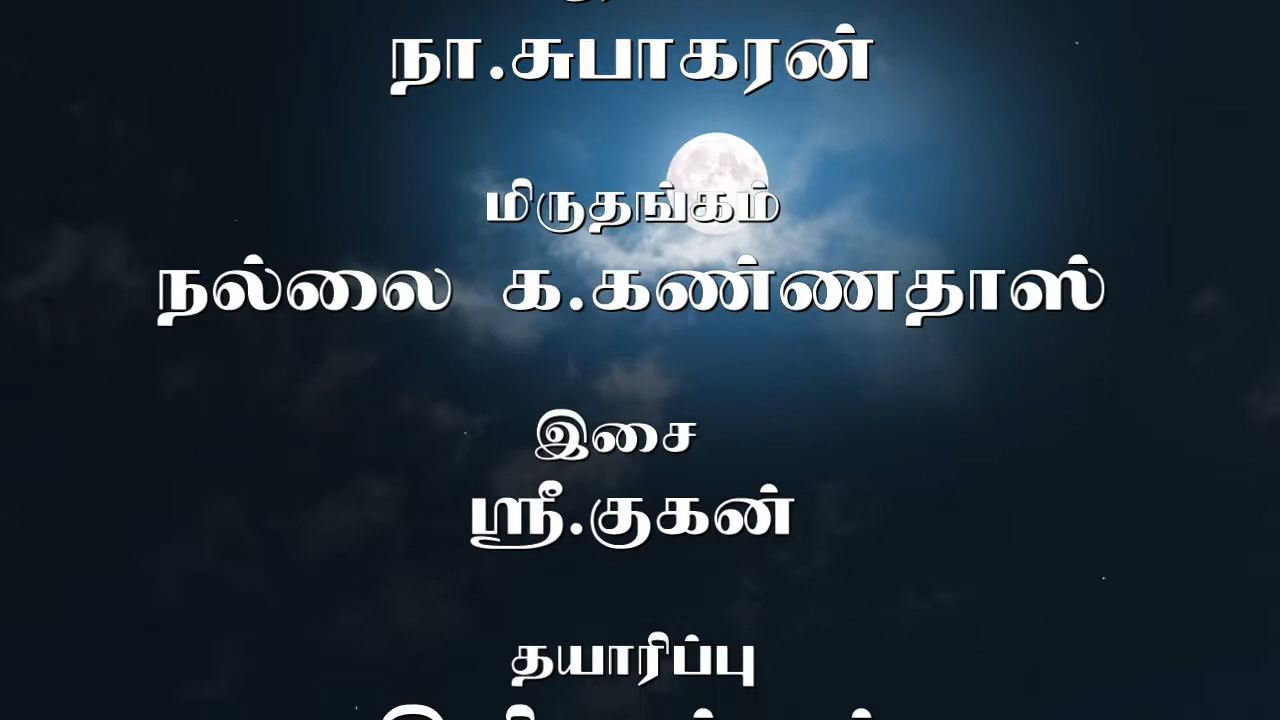 நா.சுபாகரன்
மிருதங்கம்
நல்லை க.கண்ணதாஸ்
இசை
ஸ்ரீ.குகன்
தயாரிப்பு